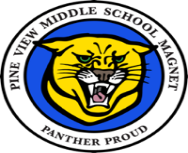 PINE VIEW MIDDLE SCHOOL MAGNET
PANTHER PROUD